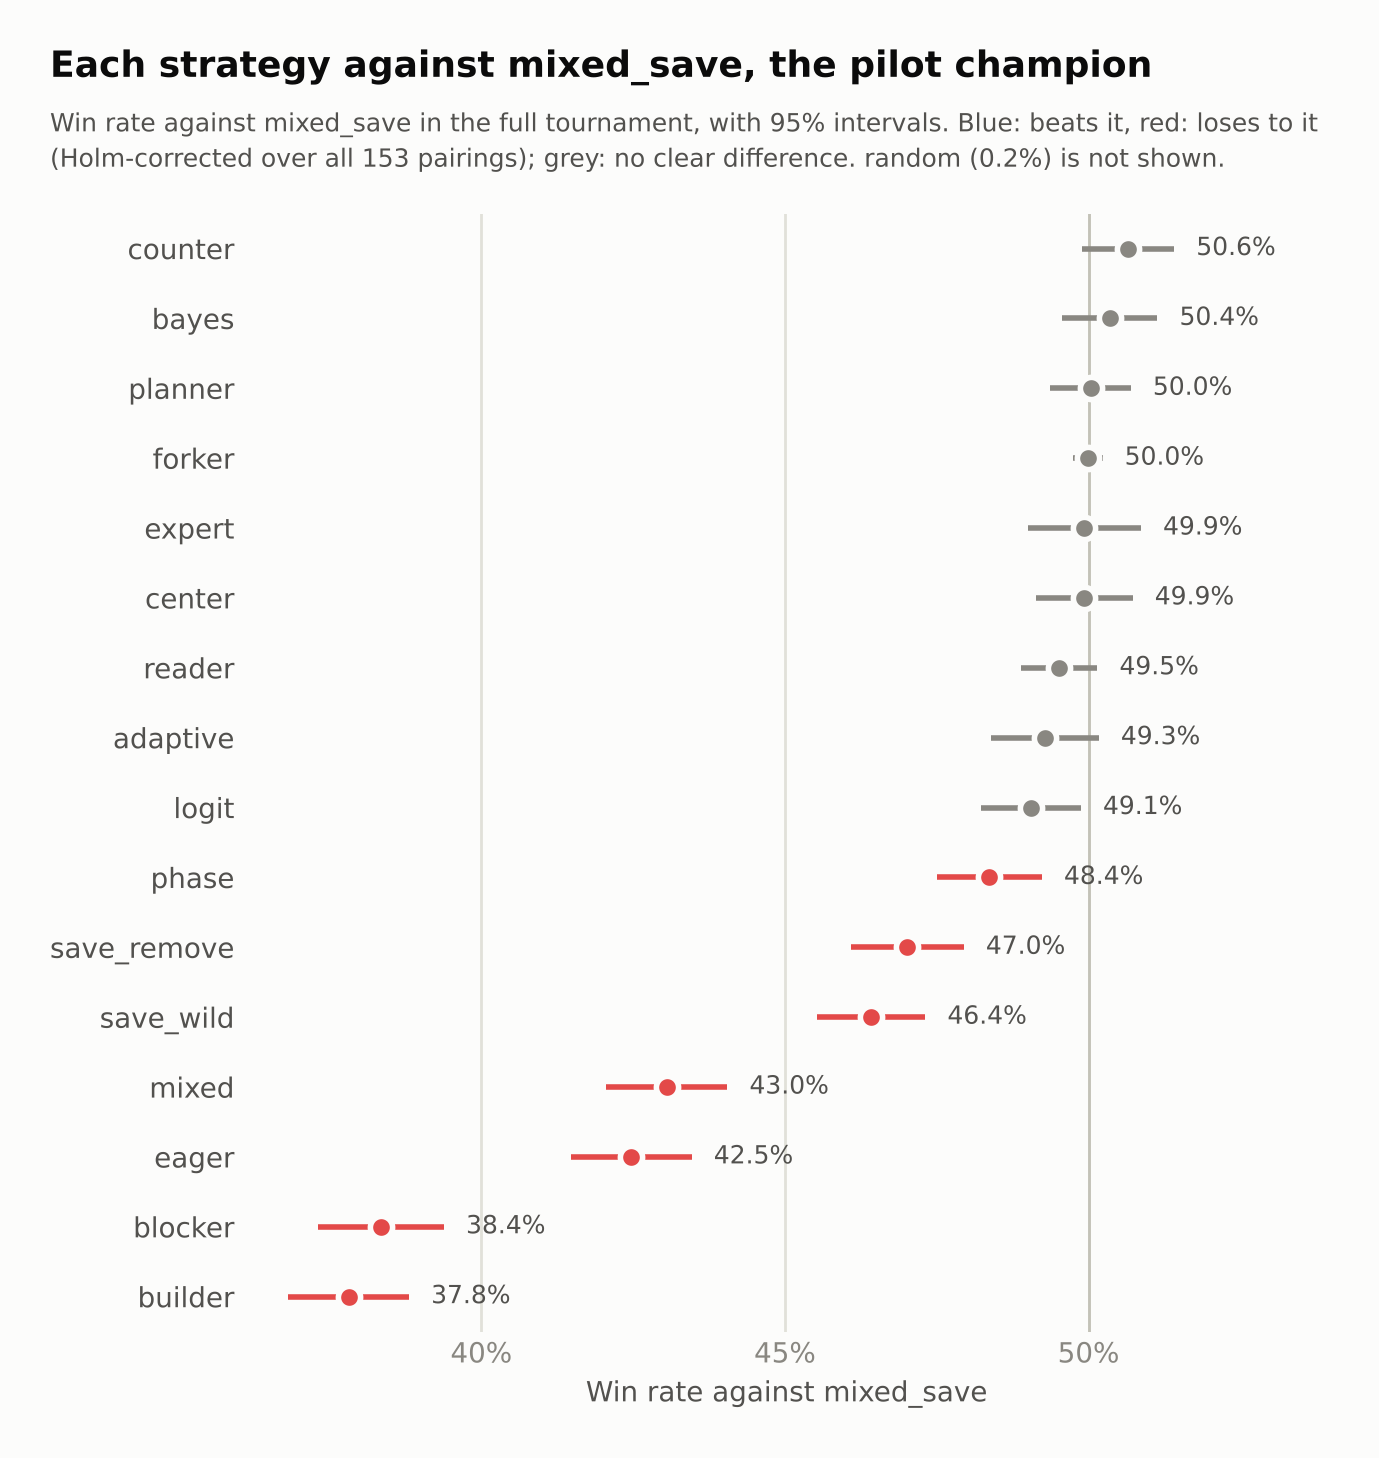 Each strategy against mixed_save, the pilot champion
Win rate against mixed_save in the full tournament, with 95% intervals. Blue: beats it, red: loses to it
(Holm-corrected over all 153 pairings); grey: no clear difference. random (0.2%) is not shown.
counter 50.6%
bayes 50.4%
planner 50.0%
forker 50.0%
expert 49.9%
center 49.9%
reader 49.5%
adaptive 49.3%
logit 49.1%
phase 48.4%
save_remove 47.0%
save_wild 46.4%
mixed 43.0%
eager 42.5%
blocker 38.4%
builder 37.8%
40% 45% 50%
Win rate against mixed_save